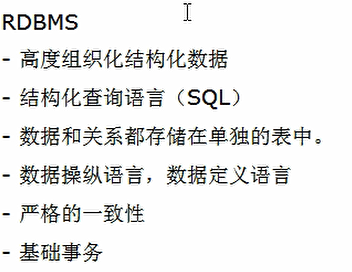 RDBMS
- 高度组织化结构化数据
- 结构化查询语言（SQL）
- 数据和关系都存储在单独的表中。
- 数据操纵语言，数据定义语言
- 严格的一致性
- 基础事务